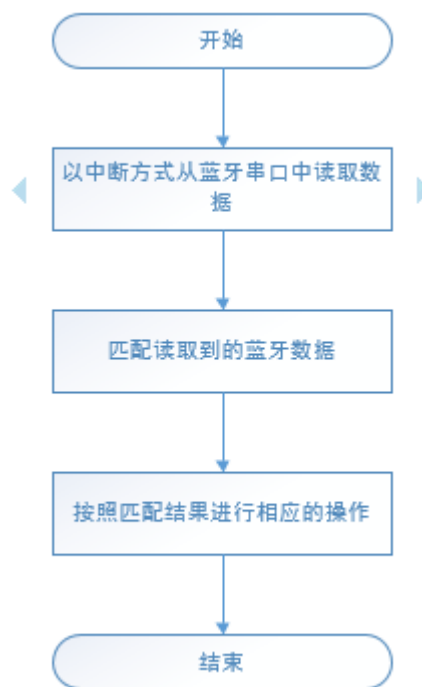 开始
以中断方式从蓝牙串口中读取数
据
匹配读取到的蓝牙数据
按照匹配结果进行相应的操作
结束